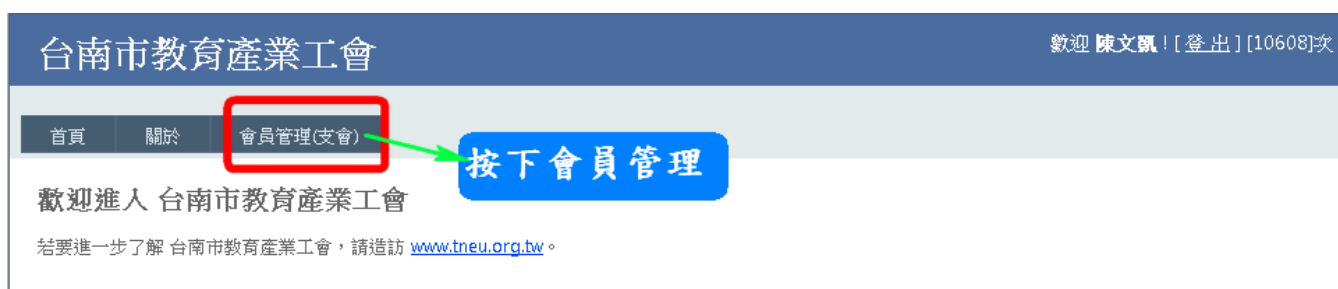 台南市教育產業工會
歡迎 陳文瓢 ! [ 登出 ] [10608]次
首頁 關於 會員管理(支會)
按下會員管理
歡迎進入 台南市教育產業工會
若要進一步了解 台南市教育產業工會，請造訪 www.tneu.org.tw。